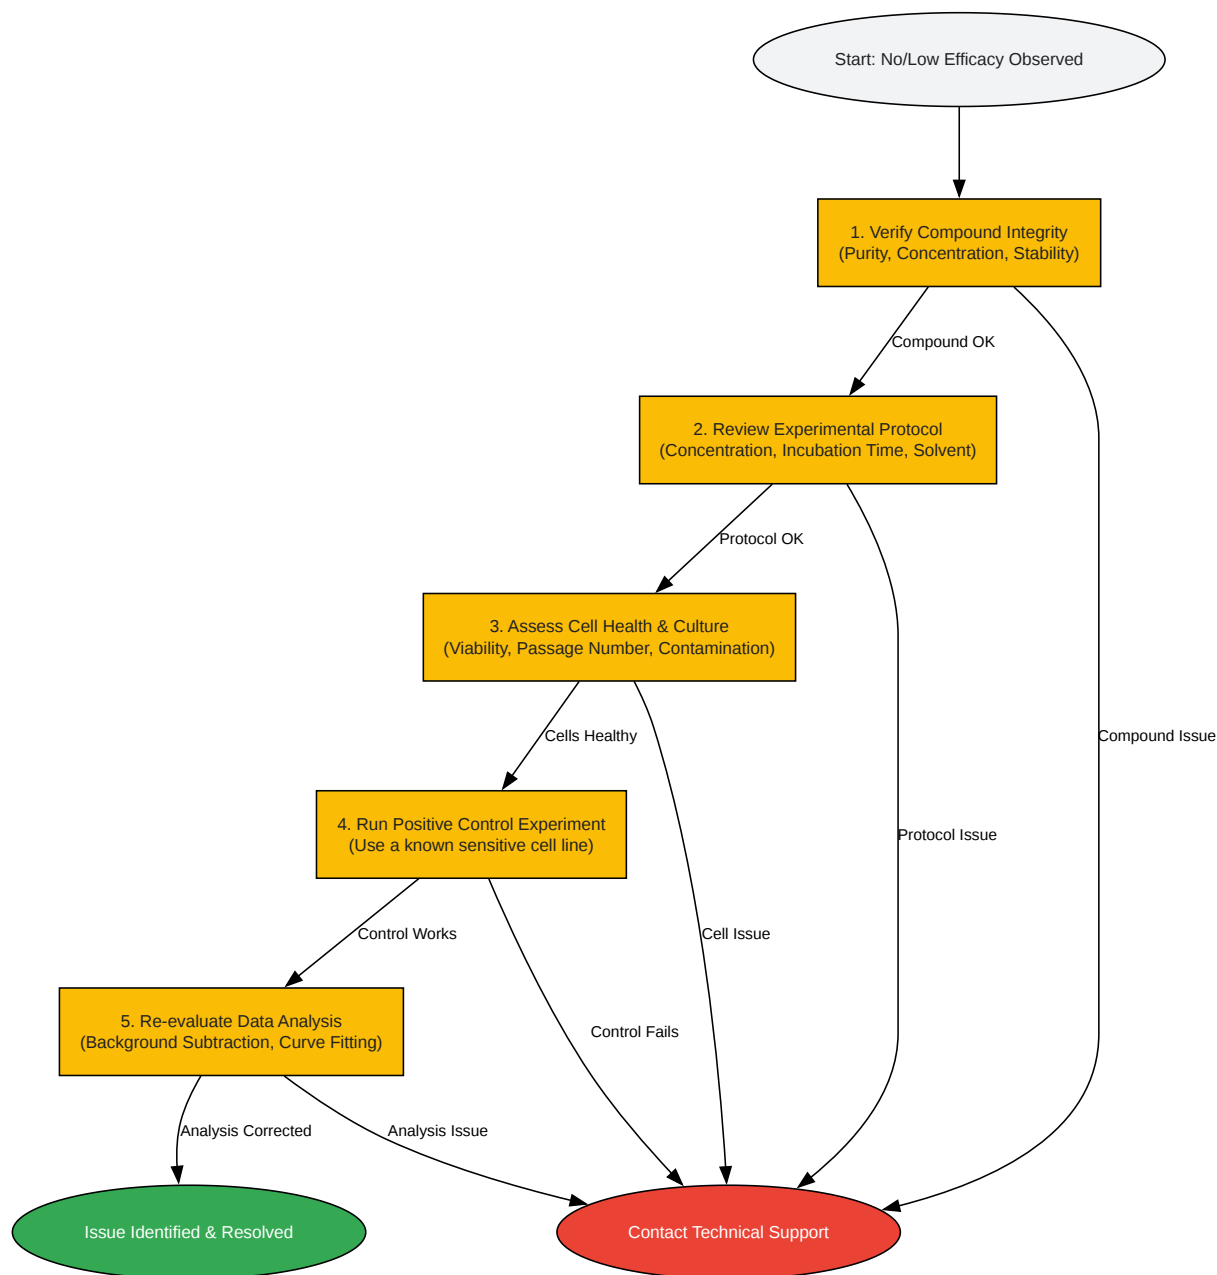 Start: No/Low Efficacy Observed
1. Verify Compound Integrity
(Purity, Concentration, Stability)
Compound OK
2. Review Experimental Protocol
(Concentration, Incubation Time, Solvent)
Protocol OK
3. Assess Cell Health & Culture
(Viability, Passage Number, Contamination)
Cells Healthy
Compound Issue
4. Run Positive Control Experiment
(Use a known sensitive cell line)
Protocol Issue
Control Works
Cell Issue
5. Re-evaluate Data Analysis
(Background Subtraction, Curve Fitting)
Control Fails
Analysis Corrected
Analysis Issue
Issue Identified & Resolved
Contact Technical Support